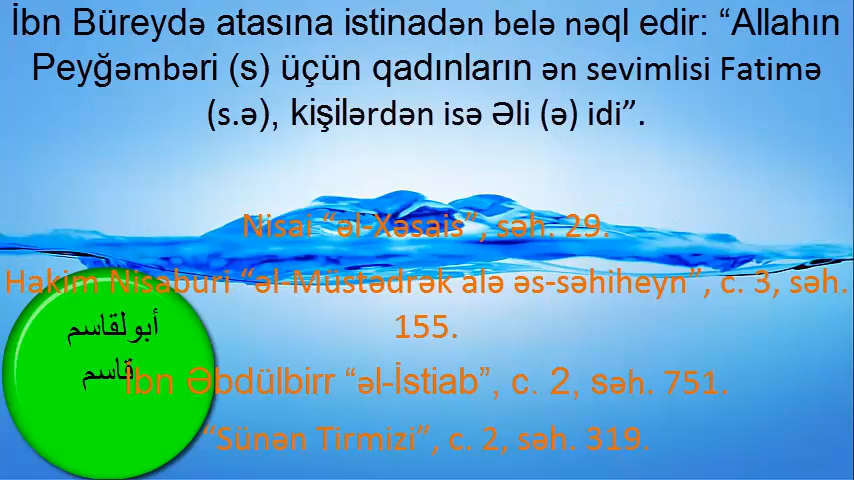 İbn Büreydə atasına istinadən belə nəql edir: “Allahın
Peyğəmbəri (s) üçün qadınların ən sevimlisi Fatimə
(s.ə), kişilərdən isə Əli (ə) idi”.
Nisai “əl-Xəsais”, səh. 29.
Hakim Nisaburi “əl-Müstədrək alə əs-səhiheyn”, c. 3, səh.
155.
أبولقاسم
قاسم
İbn Əbdülbirr “əl-İstiab”, c. 2, səh. 751.
“Sünən Tirmizi”, c. 2, səh. 319.